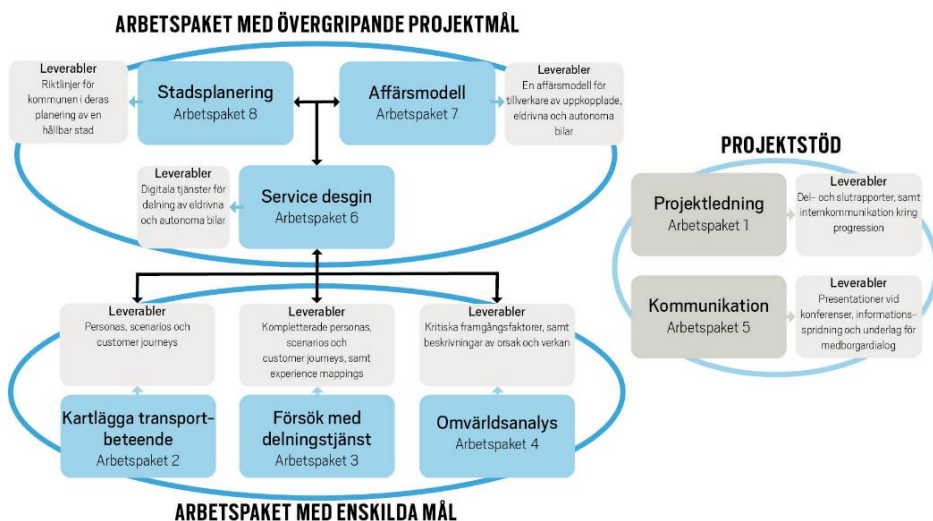 ARBETSPAKET MED ÖVERGRIPANDE PROJEKTMÅL
Leverabler
Riktlinjer för
kommunen i deras
planering av en
hållbar stad
Stadsplanering
Arbetspaket 8
Affärsmodell
Arbetspaket 7
Leverabler
En affärsmodell för
tillverkare av uppkopplade,
eldrivna och autonoma
bilar
Leverabler
Digitala tjänster för
delning av eldrivna
och autonoma bilar
Service desgin
Arbetspaket 6
Leverabler
Personas, scenarios och
customer journeys
Leverabler
Kompletterade personas,
scenarios och
customer journeys, samt
experience mappings
Leverabler
Kritiska framgångsfaktorer, samt
beskrivningar av orsak och verkan
Kartlägga transport-
beteende
Arbetspaket 2
Försök med
delningstjänst
Arbetspaket 3
Omvärldsanalys
Arbetspaket 4
ARBETSPAKET MED ENSKILDA MÅL
PROJEKTSTÖD
Projektledning
Arbetspaket 1
Leverabler
Del- och slutrapporter, samt
internkommunikation kring
progression
Kommunikation
Arbetspaket 5
Leverabler
Presentationer vid
konferenser, informations-
spridning och underlag för
medborgardialog